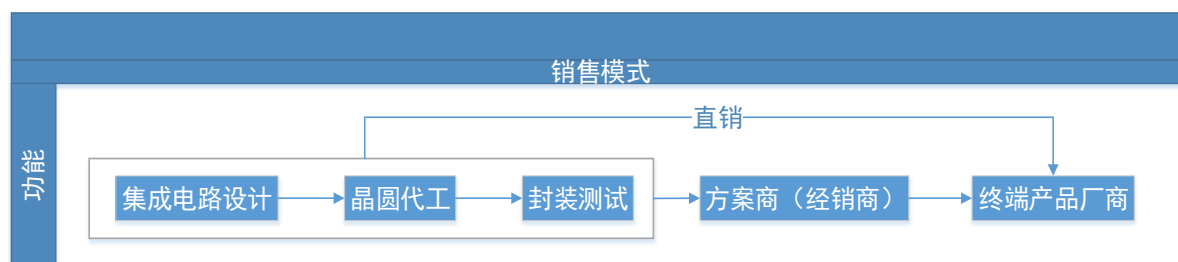 销售模式
功能
直销
集成电路设计
晶圆代工
封装测试
方案商（经销商）
终端产品厂商